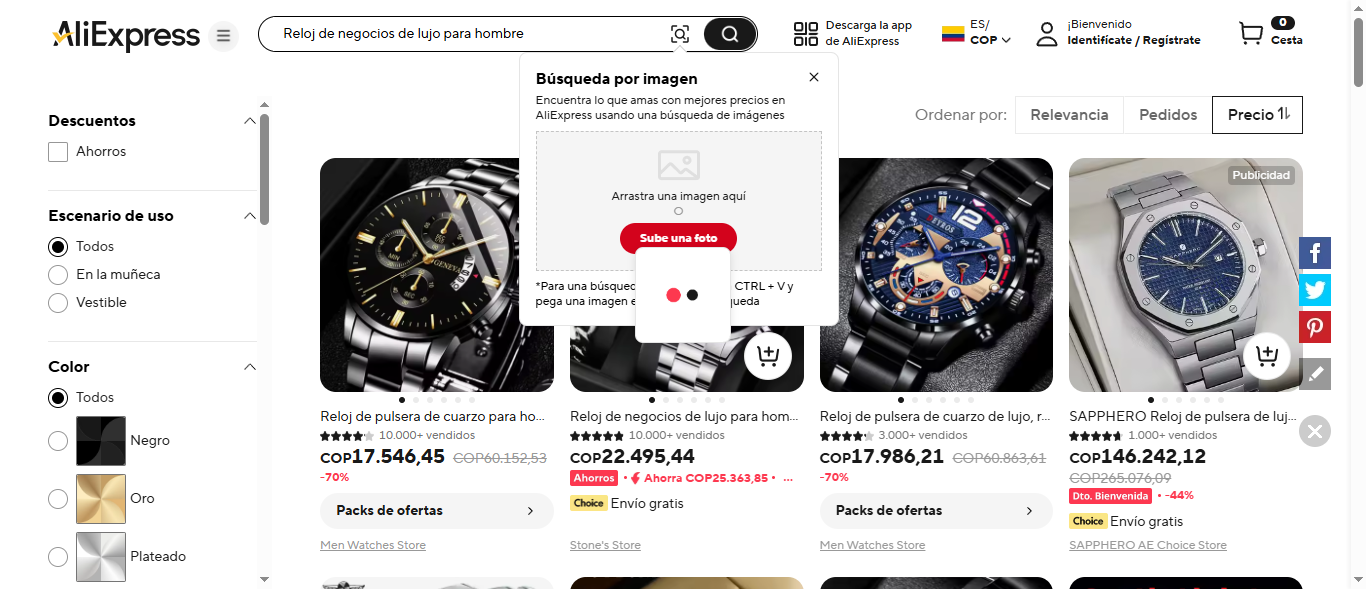 AliExpress
Reloj de negocios de lujo para hombre
Descarga la app
de AliExpress
ES/
COP
¡Bienvenido
Identifícate / Regístrate
0
Cesta
Búsqueda por imagen
Encuentra lo que amas con mejores precios en
AliExpress usando una búsqueda de imágenes
Arrastra una imagen aquí
O
Sube una foto
*Para una búsqued
CTRL + V y
pega una imagen e
queda
Descuentos
Ahorros
Escenario de uso
Todos
En la muñeca
Vestible
Color
Todos
Negro
Oro
Plateado
Ordenar por:
Relevancia
Pedidos
Precio
GENEVA
Publicidad
SAPPHERO
Reloj de pulsera de cuarzo para ho...
10.000+ vendidos
COP17.546,45 COP60.152,53
-70%
Packs de ofertas
Men Watches Store
Reloj de negocios de lujo para hom...
10.000+ vendidos
COP22.495,44
Ahorros • Ahorra COP25.363,85 • ...
Choice Envío gratis
Stone's Store
Reloj de pulsera de cuarzo de lujo, r...
3.000+ vendidos
COP17.986,21 COP60.863,61
-70%
Packs de ofertas
Men Watches Store
SAPPHERO Reloj de pulsera de luj...
1.000+ vendidos
COP146.242,12
COP265.076,09
Dto. Bienvenida • -44%
Choice Envío gratis
SAPPHERO AE Choice Store